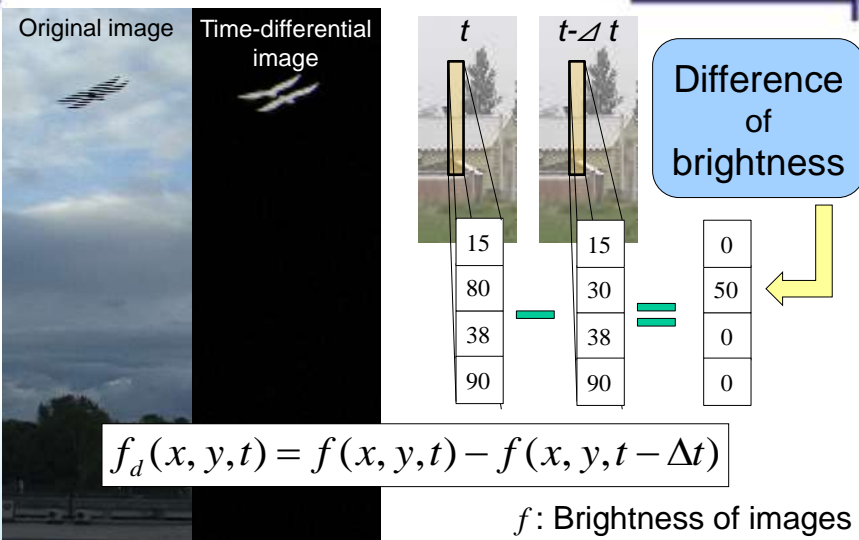 Original image
Time-differential
image
t
t-⊿ t
Difference
of
brightness
15
80
38
90
15
30
38
90
0
50
0
0
f_d(x, y, t) = f(x, y, t) − f(x, y, t − Δt)
f : Brightness of images